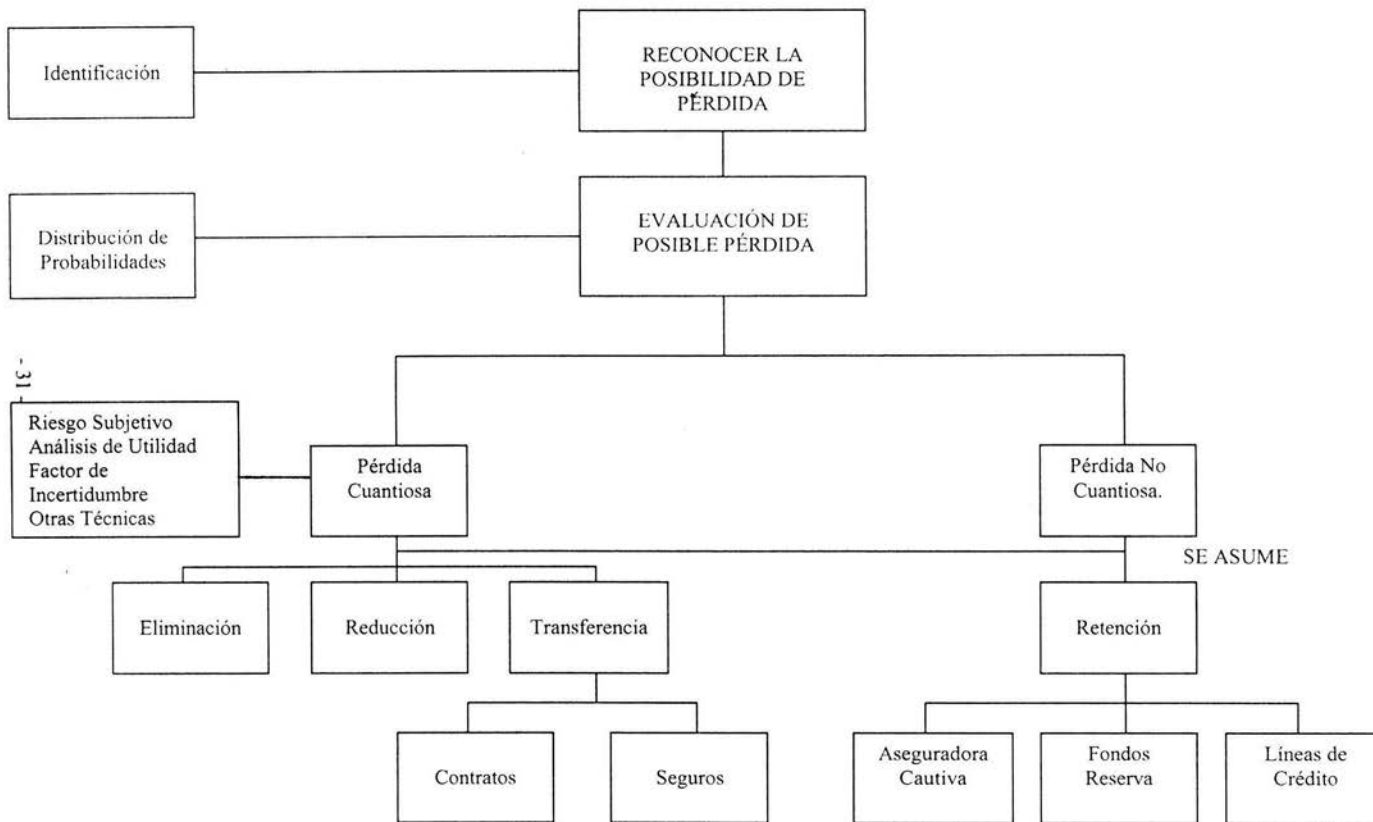 Identificación
RECONOCER LA
POSIBILIDAD DE
PÉRDIDA
Distribución de
Probabilidades
EVALUACIÓN DE
POSIBLE PÉRDIDA
-31-
Riesgo Subjetivo
Análisis de Utilidad
Factor de
Incertidumbre
Otras Técnicas
Pérdida
Cuantiosa
Pérdida No
Cuantiosa.
SE ASUME
Eliminación
Reducción
Transferencia
Retención
Contratos
Seguros
Aseguradora
Cautiva
Fondos
Reserva
Líneas de
Crédito